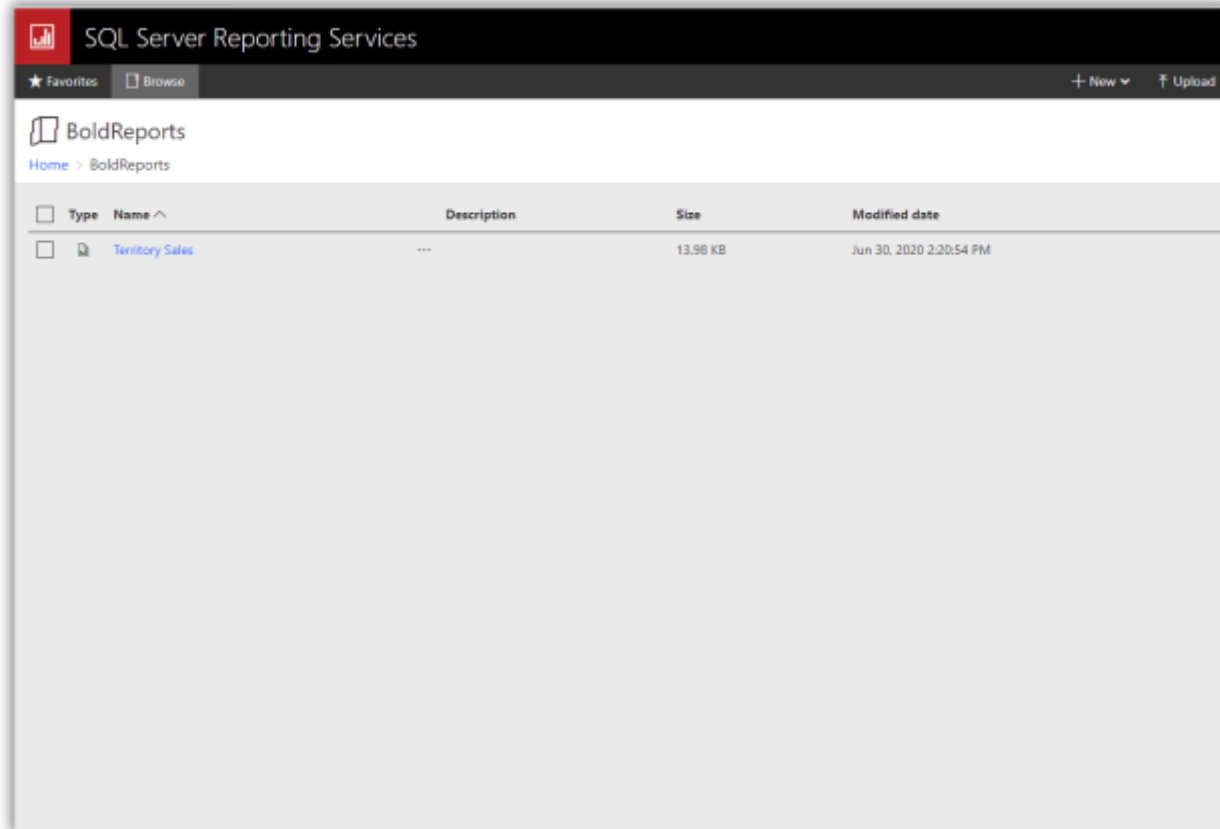 SQL Server Reporting Services
Favorites Browse New Upload
BoldReports
Home > BoldReports
Type Name Description Size Modified date
Territory Sales ... 13.98 KB Jun 30, 2020 2:20:54 PM